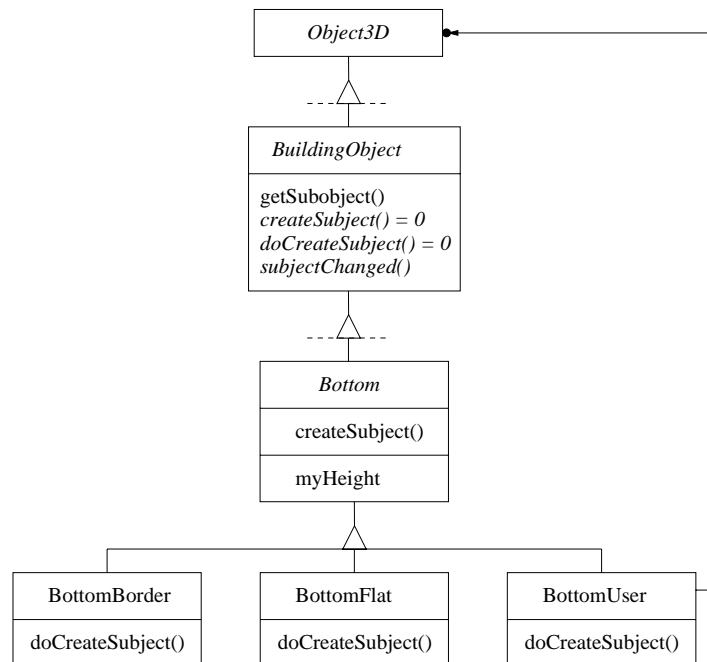 Object3D
BuildingObject
getSubobject()
createSubject() = 0
doCreateSubject() = 0
subjectChanged()
Bottom
createSubject()
myHeight
BottomBorder
doCreateSubject()
BottomFlat
doCreateSubject()
BottomUser
doCreateSubject()